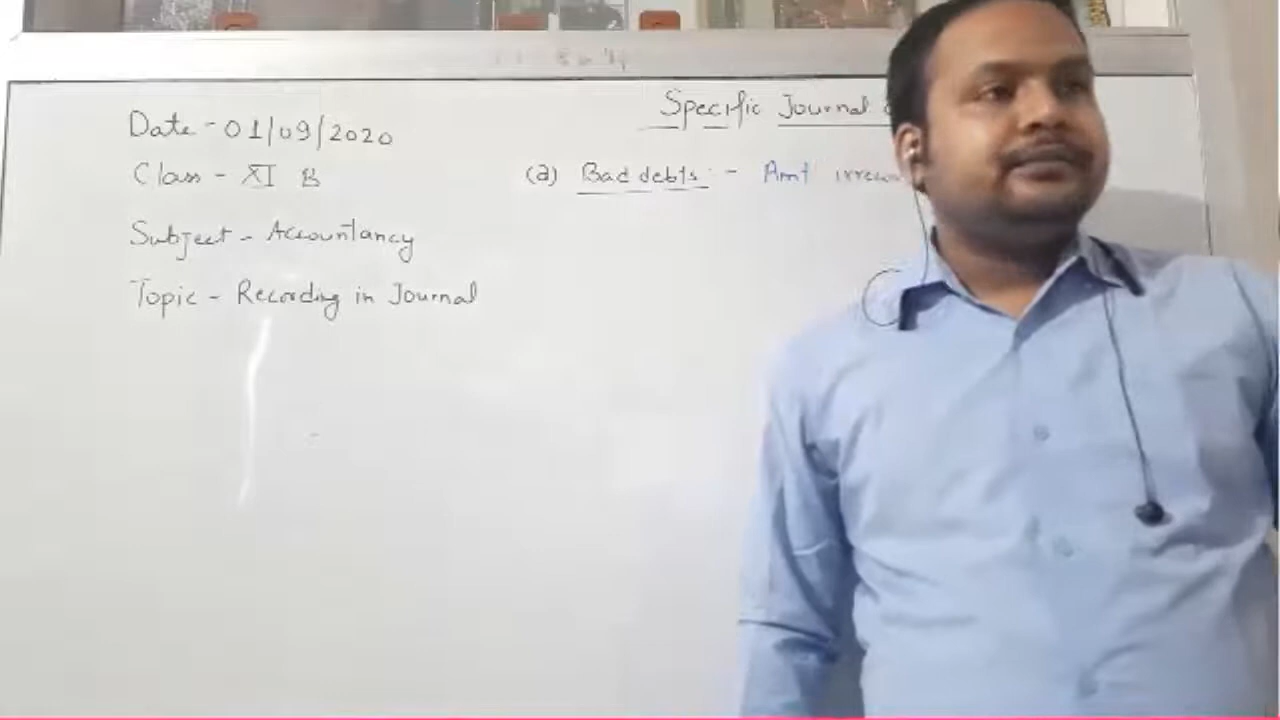 Date - 01/09/2020
Class - XI B
Subject - Accountancy
Topic - Recording in Journal
Specific Journal
(a) Bad debts :- Amt